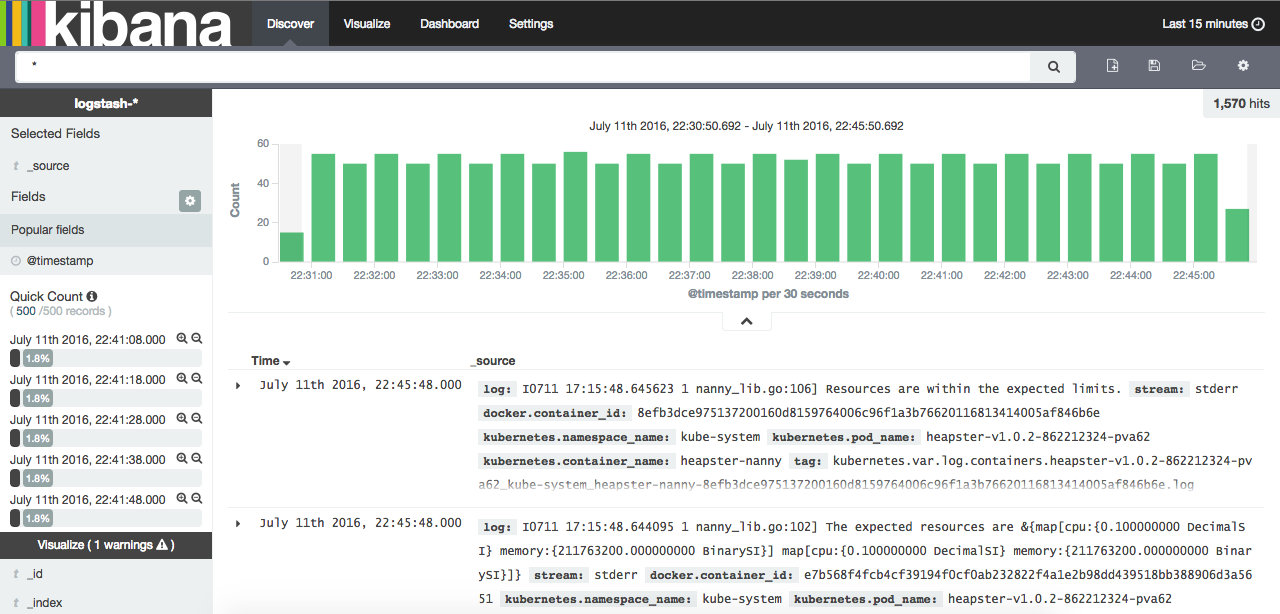 kibana
Discover Visualize Dashboard Settings Last 15 minutes
*
logstash-*
1,570 hits
Selected Fields
t _source
Fields
Popular fields
@timestamp
Quick Count
( 500 /500 records )
July 11th 2016, 22:41:08.000
1.8%
July 11th 2016, 22:41:18.000
1.8%
July 11th 2016, 22:41:28.000
1.8%
July 11th 2016, 22:41:38.000
1.8%
July 11th 2016, 22:41:48.000
1.8%
Visualize ( 1 warnings )
t _id
t _index
July 11th 2016, 22:30:50.692 - July 11th 2016, 22:45:50.692
Count
60
40
20
0
22:31:00 22:32:00 22:33:00 22:34:00 22:35:00 22:36:00 22:37:00 22:38:00 22:39:00 22:40:00 22:41:00 22:42:00 22:43:00 22:44:00 22:45:00
@timestamp per 30 seconds
Time _source
July 11th 2016, 22:45:48.000 log: I0711 17:15:48.645623 1 nanny_lib.go:106] Resources are within the expected limits. stream: stderr
docker.container_id: 8efb3dce975137200160d8159764006c96f1a3b76620116813414005af846b6e
kubernetes.namespace_name: kube-system kubernetes.pod_name: heapster-v1.0.2-862212324-pva62
kubernetes.container_name: heapster-nanny tag: kubernetes.var.log.containers.heapster-v1.0.2-862212324-pv
a62_kube-system_heapster-nanny-8efb3dce975137200160d8159764006c96f1a3b76620116813414005af846b6e.log
July 11th 2016, 22:45:48.000 log: I0711 17:15:48.644095 1 nanny_lib.go:102] The expected resources are &{map[cpu:{0.100000000 DecimalS
I} memory:{211763200.000000000 BinarySI}] map[cpu:{0.100000000 DecimalSI} memory:{211763200.000000000 Binar
ySI}]} stream: stderr docker.container_id: e7b568f4fcb4cf39194f0cf0ab232822f4a1e2b98dd439518bb388906d3a56
51 kubernetes.namespace_name: kube-system kubernetes.pod_name: heapster-v1.0.2-862212324-pva62